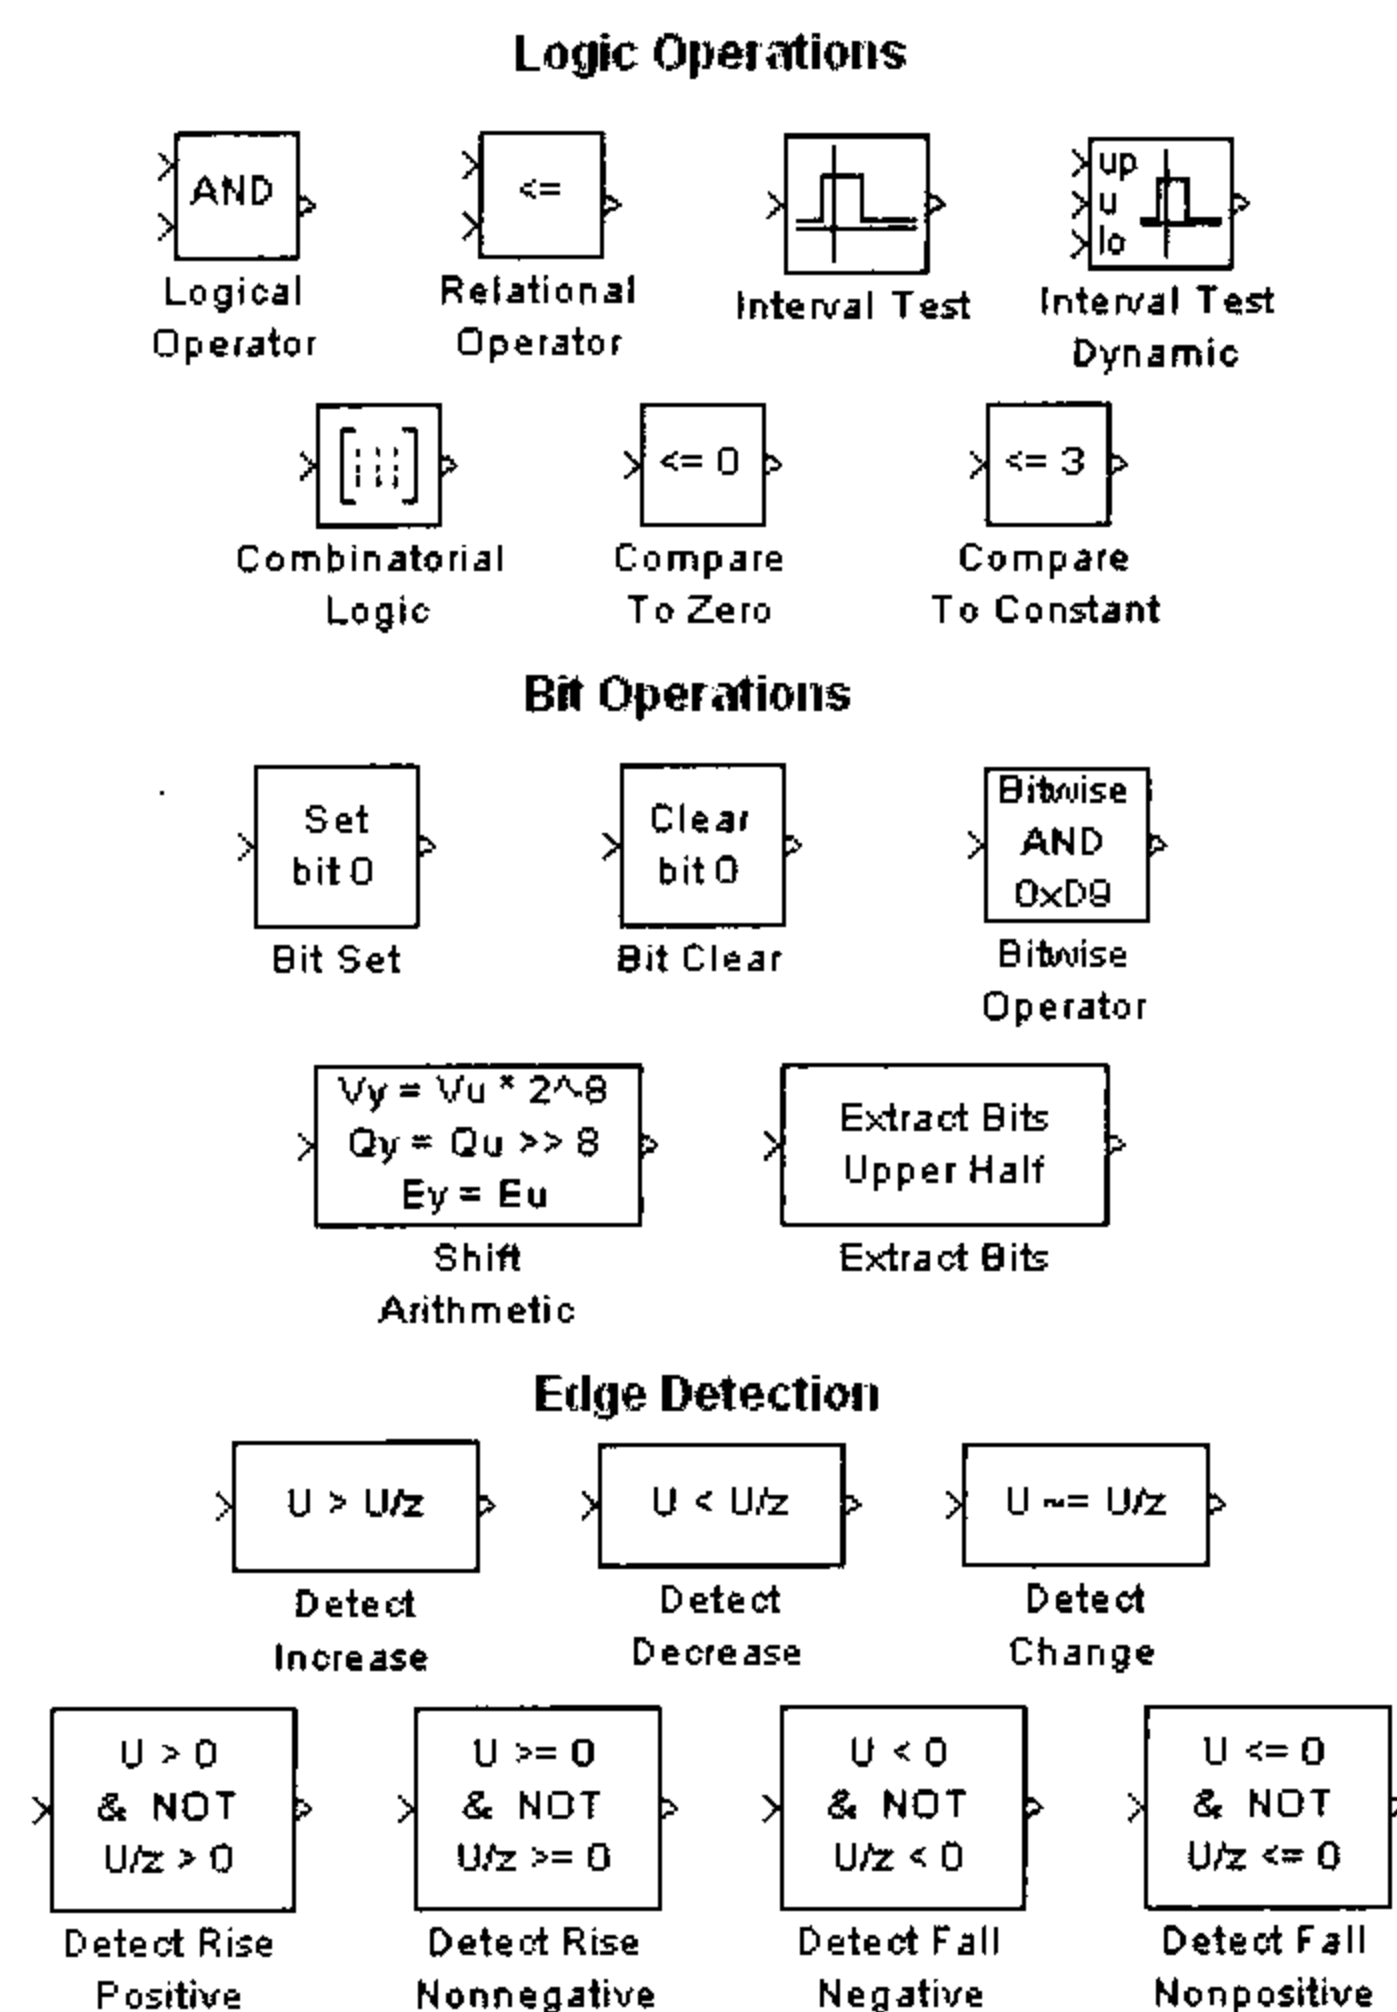 Logic Operations
AND
<=
up
u
lo
Logical
Operator
Relational
Operator
Interval Test
Interval Test
Dynamic
<= 0
<= 3
Combinatorial
Logic
Compare
To Zero
Compare
To Constant
Bit Operations
Set
bit 0
Clear
bit 0
Bitwise
AND
0xD9
Bit Set
Bit Clear
Bitwise
Operator
Vy = Vu * 2^-8
Qy = Qu >> 8
Ey = Eu
Extract Bits
Upper Half
Shift
Arithmetic
Extract Bits
Edge Detection
U > U/z
U < U/z
U ~= U/z
Detect
Increase
Detect
Decrease
Detect
Change
U > 0
& NOT
U/z > 0
U >= 0
& NOT
U/z >= 0
U < 0
& NOT
U/z < 0
U <= 0
& NOT
U/z <= 0
Detect Rise
Positive
Detect Rise
Nonnegative
Detect Fall
Negative
Detect Fall
Nonpositive